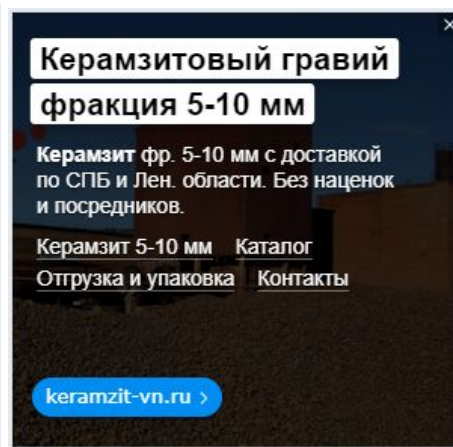 Керамзитовый гравий
фракция 5-10 мм
Керамзит фр. 5-10 мм с доставкой
по СПБ и Лен. области. Без наценок
и посредников.
Керамзит 5-10 мм Каталог
Отгрузка и упаковка Контакты
keramzit-vn.ru >